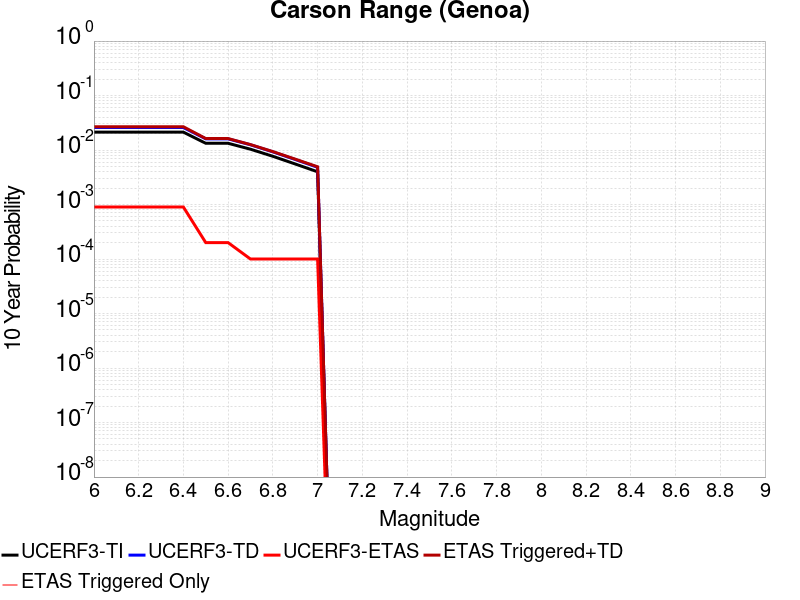 Carson Range (Genoa)
10 0
10 -1
10 -2
10 -3
10 -4
10 -5
10 -6
10 -7
10 -8
10 Year Probability
6 6.2 6.4 6.6 6.8 7 7.2 7.4 7.6 7.8 8 8.2 8.4 8.6 8.8 9
Magnitude
UCERF3-TI UCERF3-TD UCERF3-ETAS ETAS Triggered+TD
ETAS Triggered Only